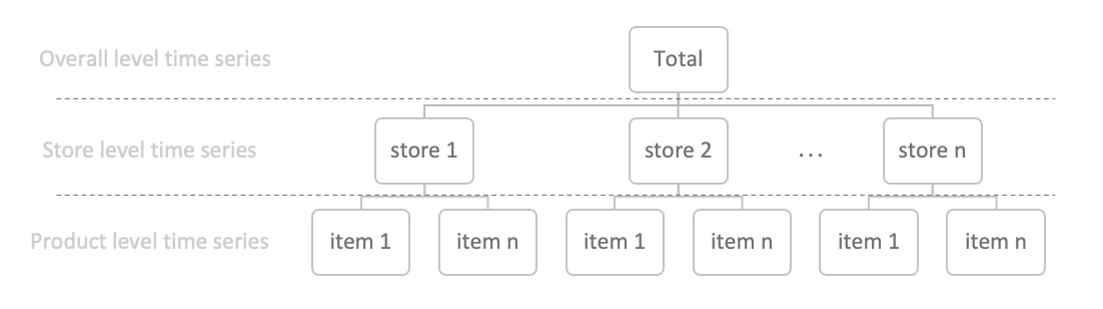 Overall level time series
Total
Store level time series
store 1
store 2
...
store n
Product level time series
item 1
item n
item 1
item n
item 1
item n